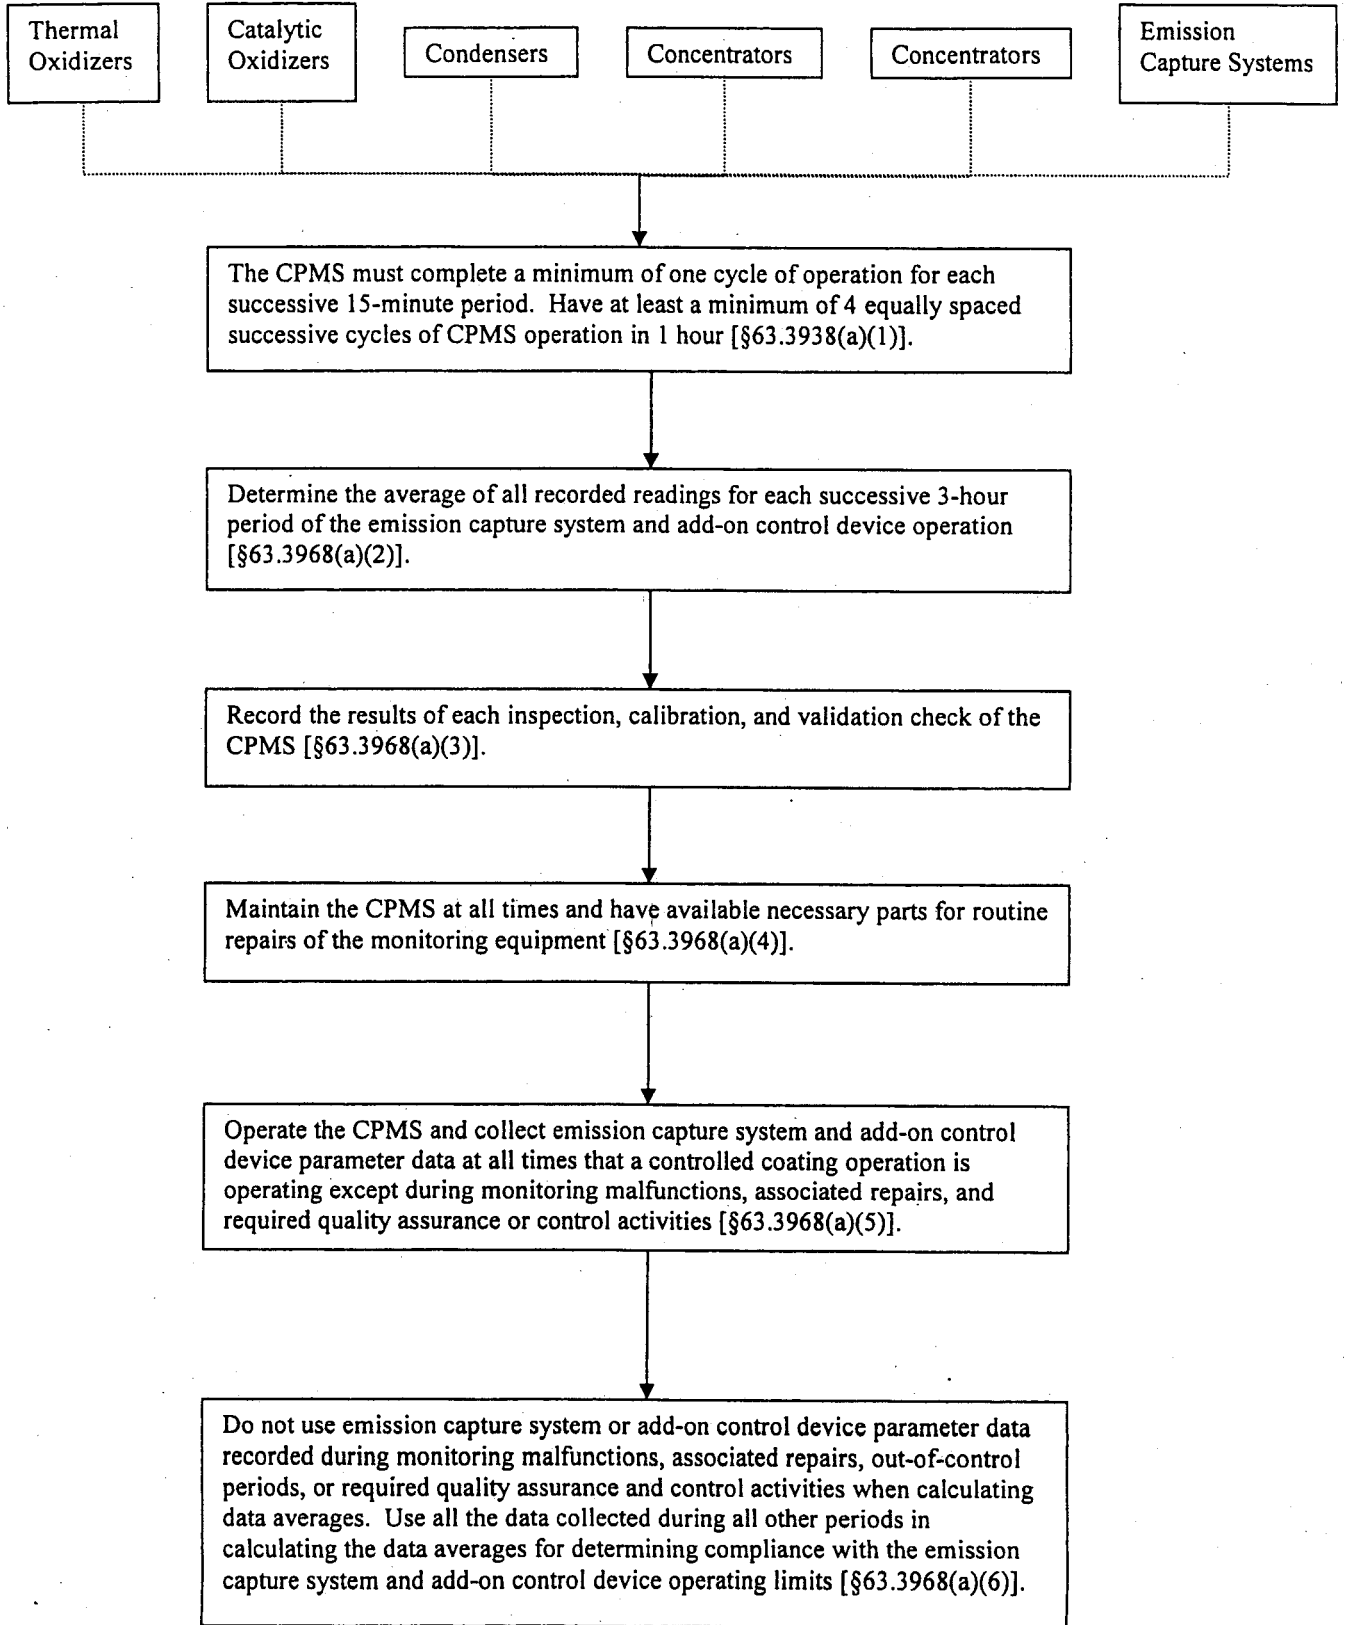 Thermal
Oxidizers
Catalytic
Oxidizers
Condensers
Concentrators
Concentrators
Emission
Capture Systems
The CPMS must complete a minimum of one cycle of operation for each
successive 15-minute period. Have at least a minimum of 4 equally spaced
successive cycles of CPMS operation in 1 hour [§63.3938(a)(1)].
Determine the average of all recorded readings for each successive 3-hour
period of the emission capture system and add-on control device operation
[§63.3968(a)(2)].
Record the results of each inspection, calibration, and validation check of the
CPMS [§63.3968(a)(3)].
Maintain the CPMS at all times and have available necessary parts for routine
repairs of the monitoring equipment [§63.3968(a)(4)].
Operate the CPMS and collect emission capture system and add-on control
device parameter data at all times that a controlled coating operation is
operating except during monitoring malfunctions, associated repairs, and
required quality assurance or control activities [§63.3968(a)(5)].
Do not use emission capture system or add-on control device parameter data
recorded during monitoring malfunctions, associated repairs, out-of-control
periods, or required quality assurance and control activities when calculating
data averages. Use all the data collected during all other periods in
calculating the data averages for determining compliance with the emission
capture system and add-on control device operating limits [§63.3968(a)(6)].